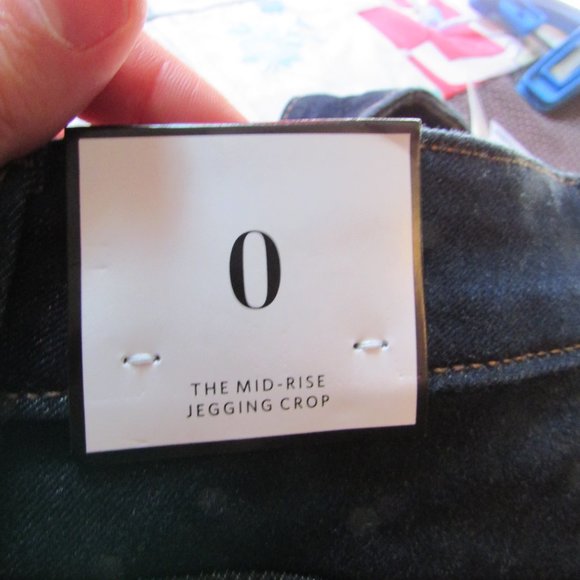 0
THE MID-RISE
JEGGING CROP